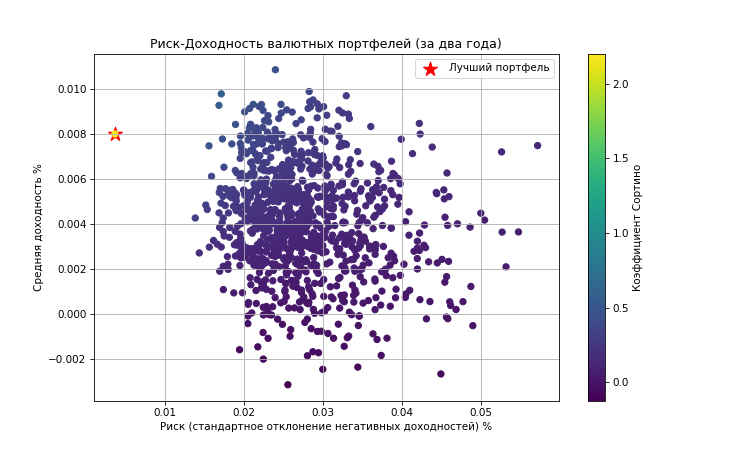 Риск-Доходность валютных портфелей (за два года)
Лучший портфель
Средняя доходность %
0.010
0.008
0.006
0.004
0.002
0.000
−0.002
0.01 0.02 0.03 0.04 0.05
Риск (стандартное отклонение негативных доходностей) %
2.0
1.5
1.0
0.5
0.0
Коэффициент Сортино